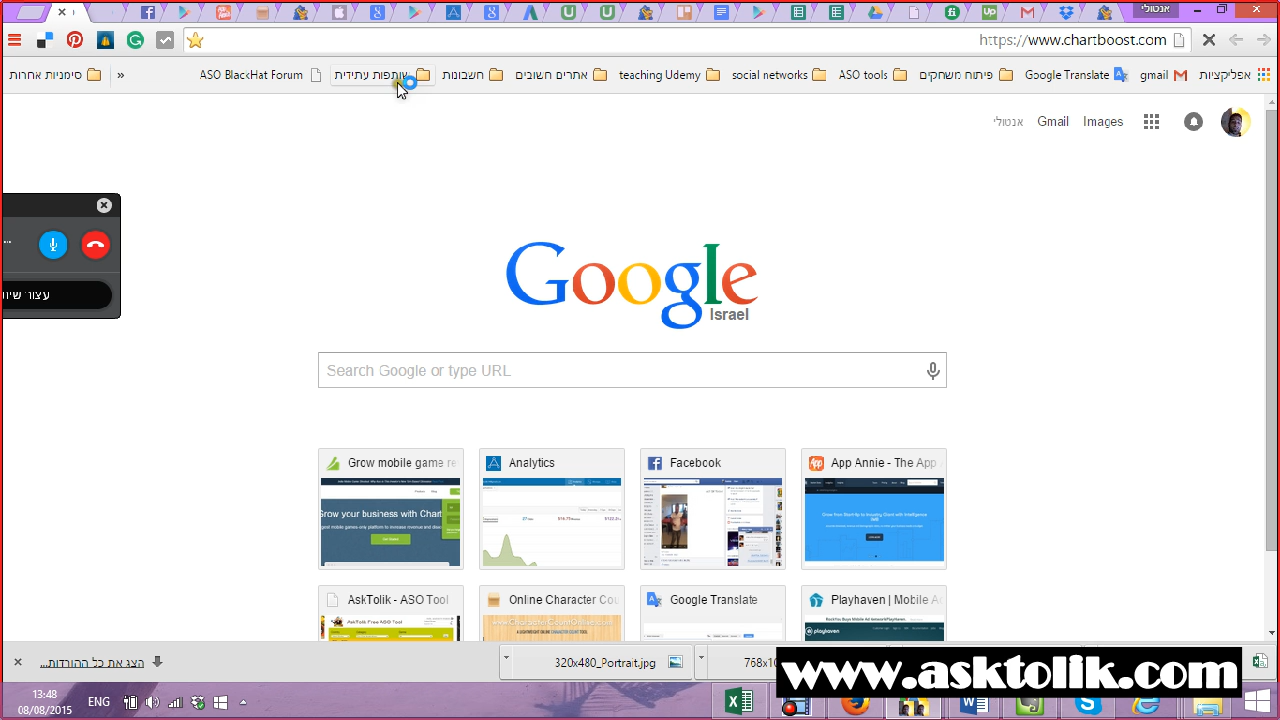 אנטולי
https://www.chartboost.com
סימניות אחרות
»
ASO BlackHat Forum
שותפות עתידית
חשבונות
אתרים חשובים
teaching Udemy
social networks
ASO tools
פיתוח משחקים
Google Translate
gmail
אפליקציות
אנטולי
Gmail
Images
Google
Israel
עצור שיתו
Search Google or type URL
Grow mobile game re
Analytics
Facebook
App Annie - The App
AskTolik - ASO Tool
Online Character Cou
Google Translate
Playhaven | Mobile A
הצג את כל ההורדות...
320x480_Portrait.jpg
www.asktolik.com
13:48
ENG
08/08/2015